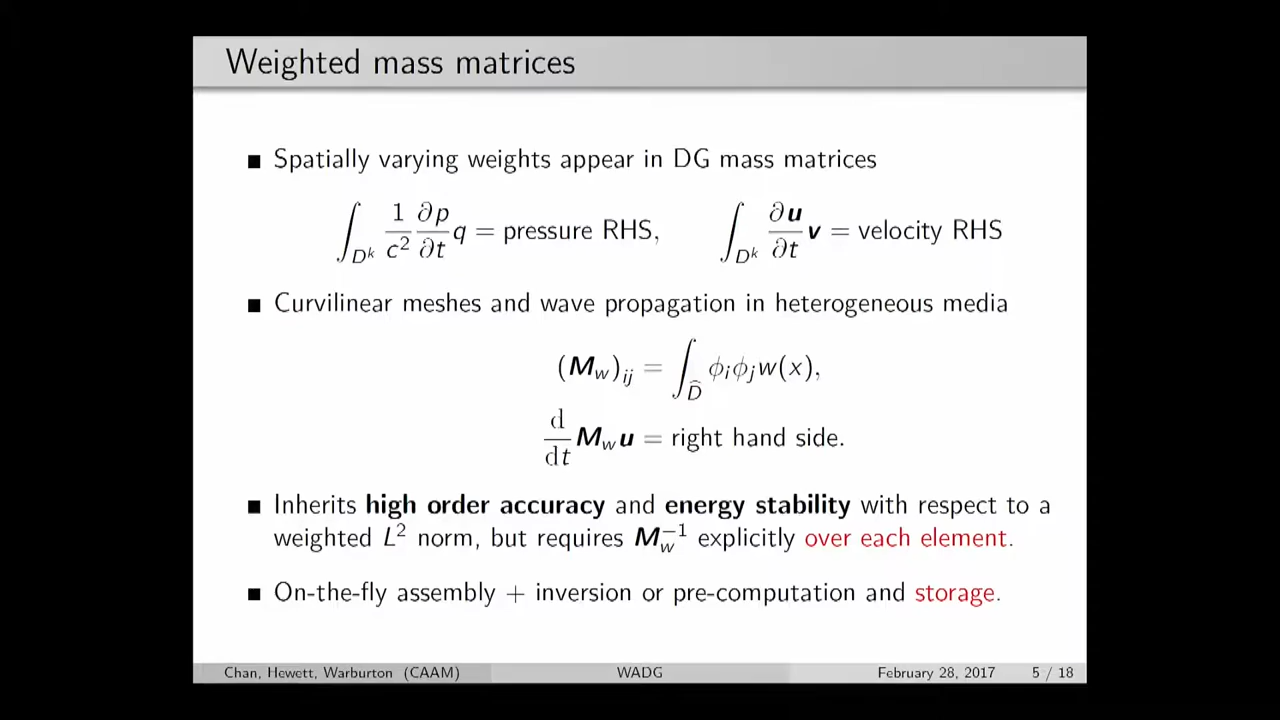 Weighted mass matrices
■ Spatially varying weights appear in DG mass matrices
∫_{D^k} 1/c² ∂p/∂t q = pressure RHS, ∫_{D^k} ∂u/∂t v = velocity RHS
■ Curvilinear meshes and wave propagation in heterogeneous media
(M_w)_{ij} = ∫_{D̂} ϕ_i ϕ_j w(x),
d/dt M_w u = right hand side.
■ Inherits high order accuracy and energy stability with respect to a
weighted L² norm, but requires M_w^{−1} explicitly over each element.
■ On-the-fly assembly + inversion or pre-computation and storage.
Chan, Hewett, Warburton (CAAM) WADG February 28, 2017 5 / 18